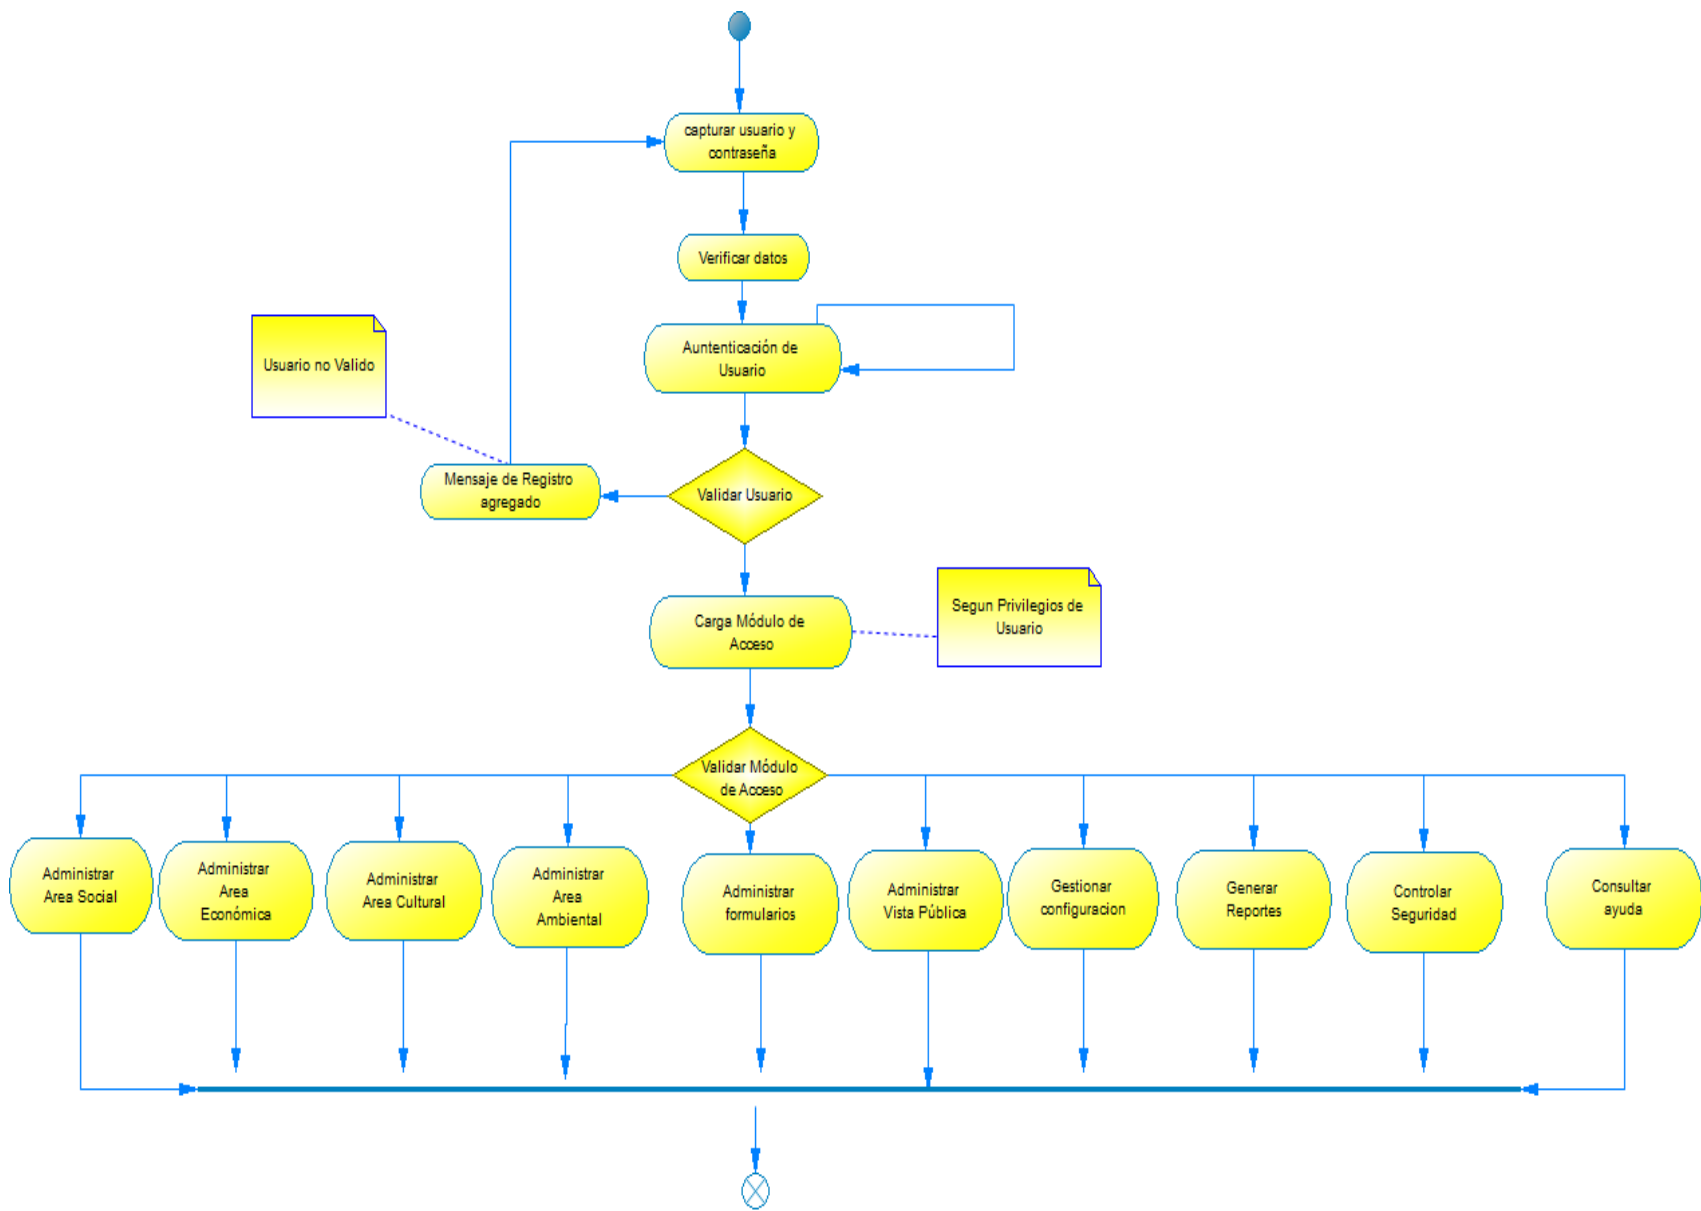 capturar usuario y
contraseña
Verificar datos
Auntenticación de
Usuario
Usuario no Valido
Mensaje de Registro
agregado
Validar Usuario
Carga Módulo de
Acceso
Segun Privilegios de
Usuario
Validar Módulo
de Acceso
Administrar
Area Social
Administrar
Area
Económica
Administrar
Area Cultural
Administrar
Area
Ambiental
Administrar
formularios
Administrar
Vista Pública
Gestionar
configuracion
Generar
Reportes
Controlar
Seguridad
Consultar
ayuda